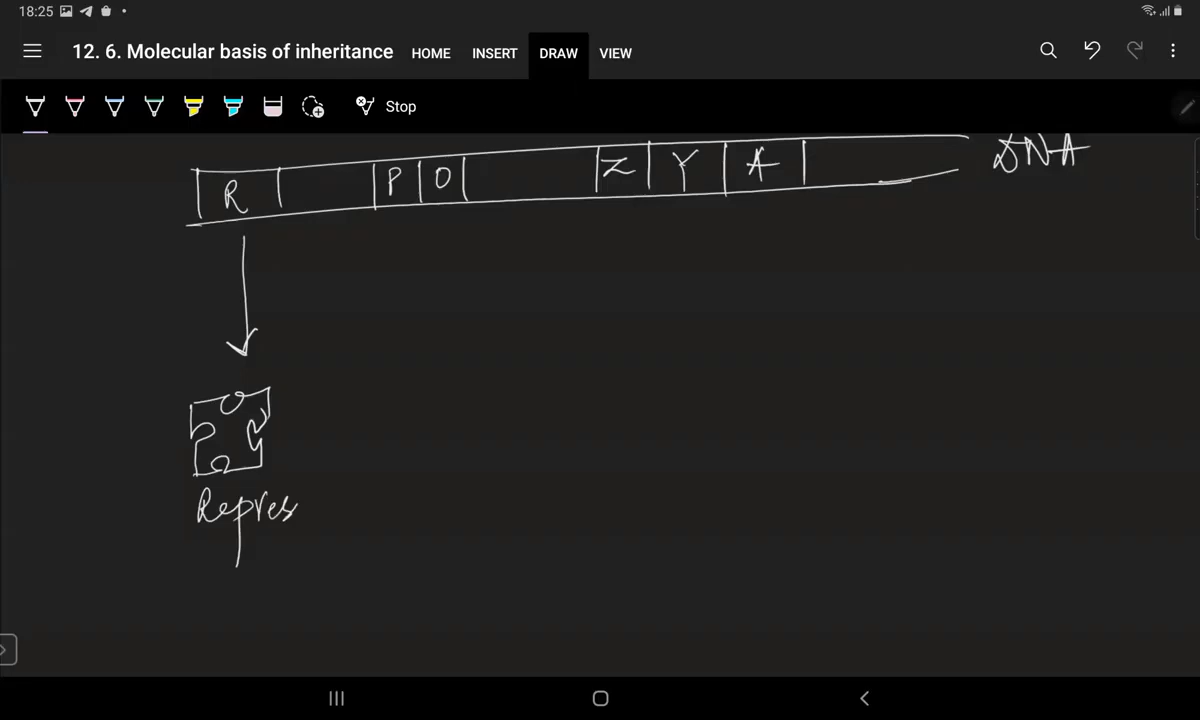 18:25
12. 6. Molecular basis of inheritance HOME INSERT DRAW VIEW
Stop
R P O Z Y A DNA
Repres